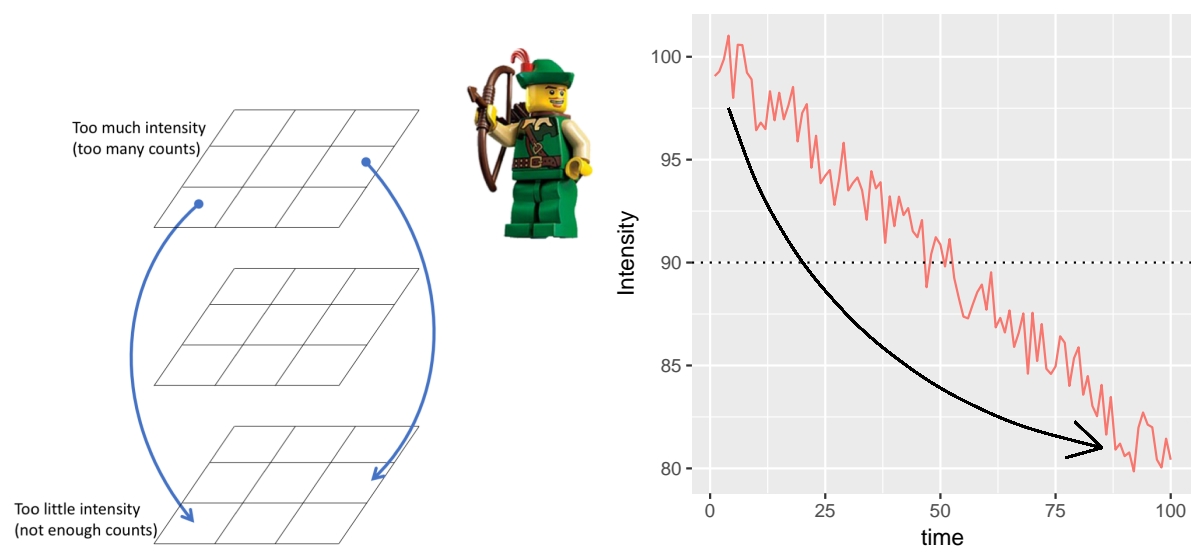 Too much intensity
(too many counts)
Too little intensity
(not enough counts)
Intensity
100
95
90
85
80
0
25
50
75
100
time